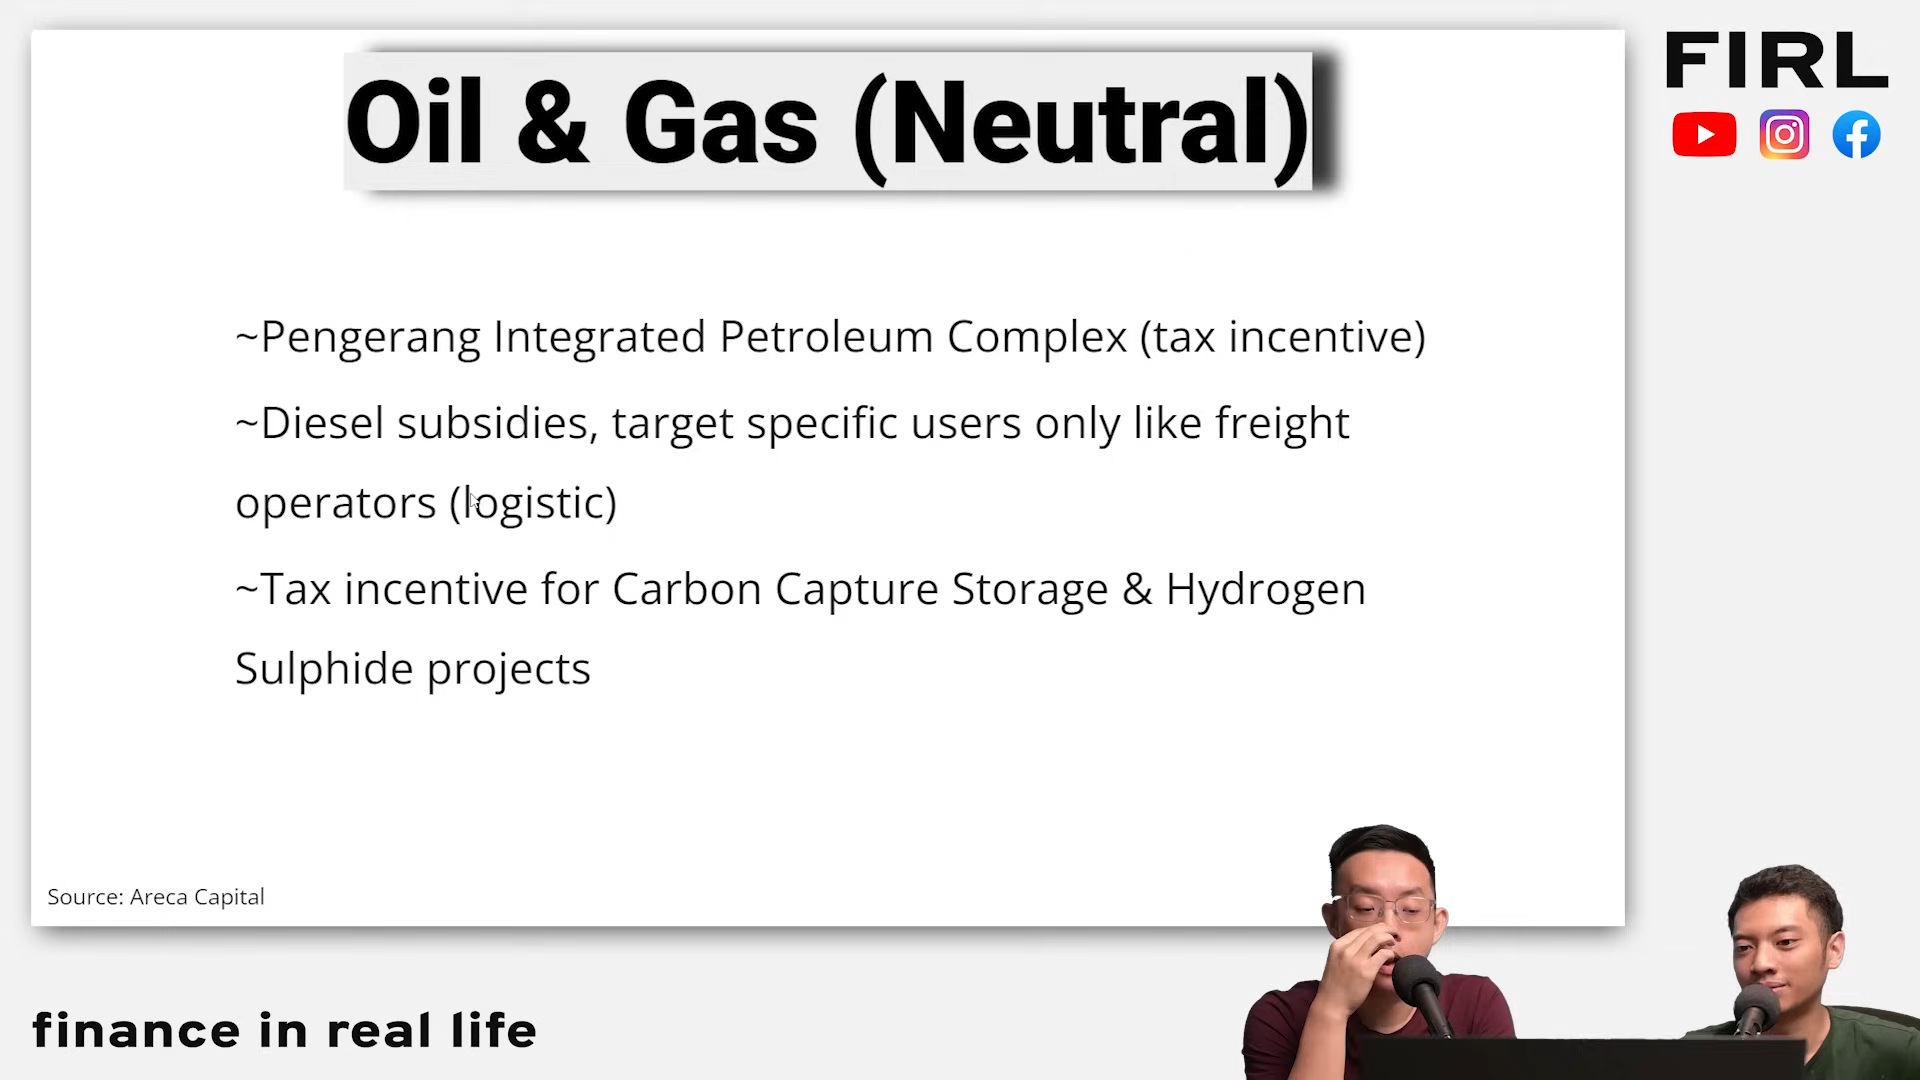 Oil & Gas (Neutral)
FIRL
~Pengerang Integrated Petroleum Complex (tax incentive)
~Diesel subsidies, target specific users only like freight
operators (logistic)
~Tax incentive for Carbon Capture Storage & Hydrogen
Sulphide projects
Source: Areca Capital
finance in real life